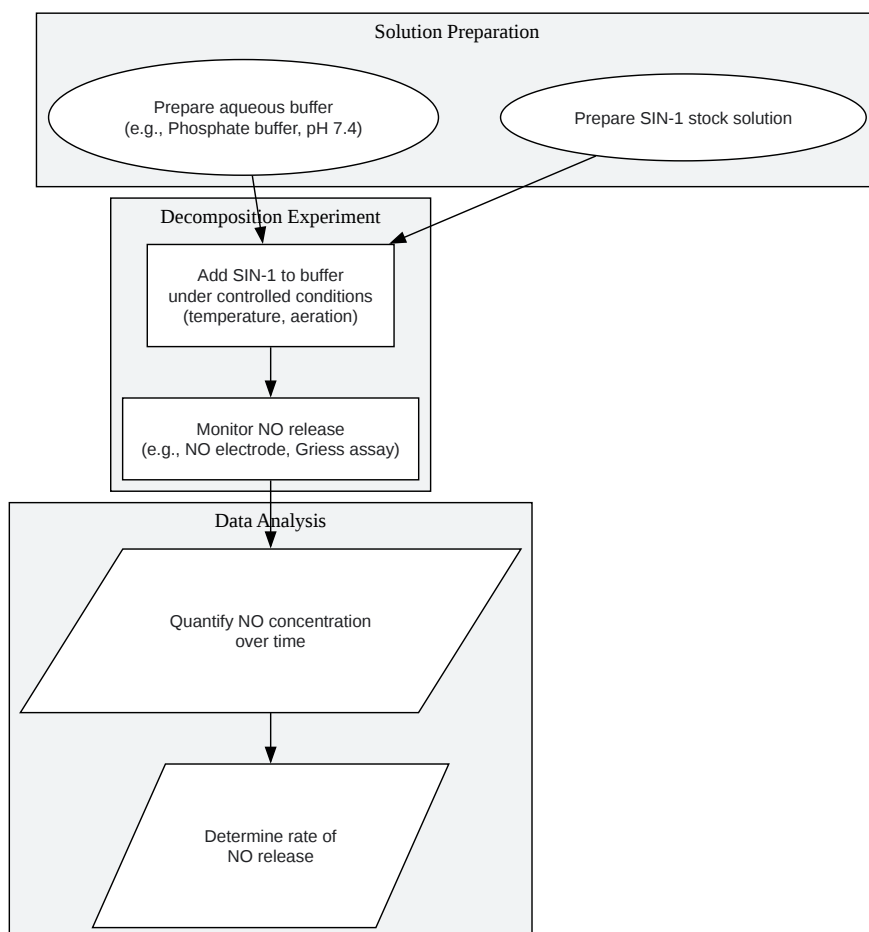 Solution Preparation
Prepare aqueous buffer
(e.g., Phosphate buffer, pH 7.4)
Prepare SIN-1 stock solution
Decomposition Experiment
Add SIN-1 to buffer
under controlled conditions
(temperature, aeration)
Monitor NO release
(e.g., NO electrode, Griess assay)
Data Analysis
Quantify NO concentration
over time
Determine rate of
NO release